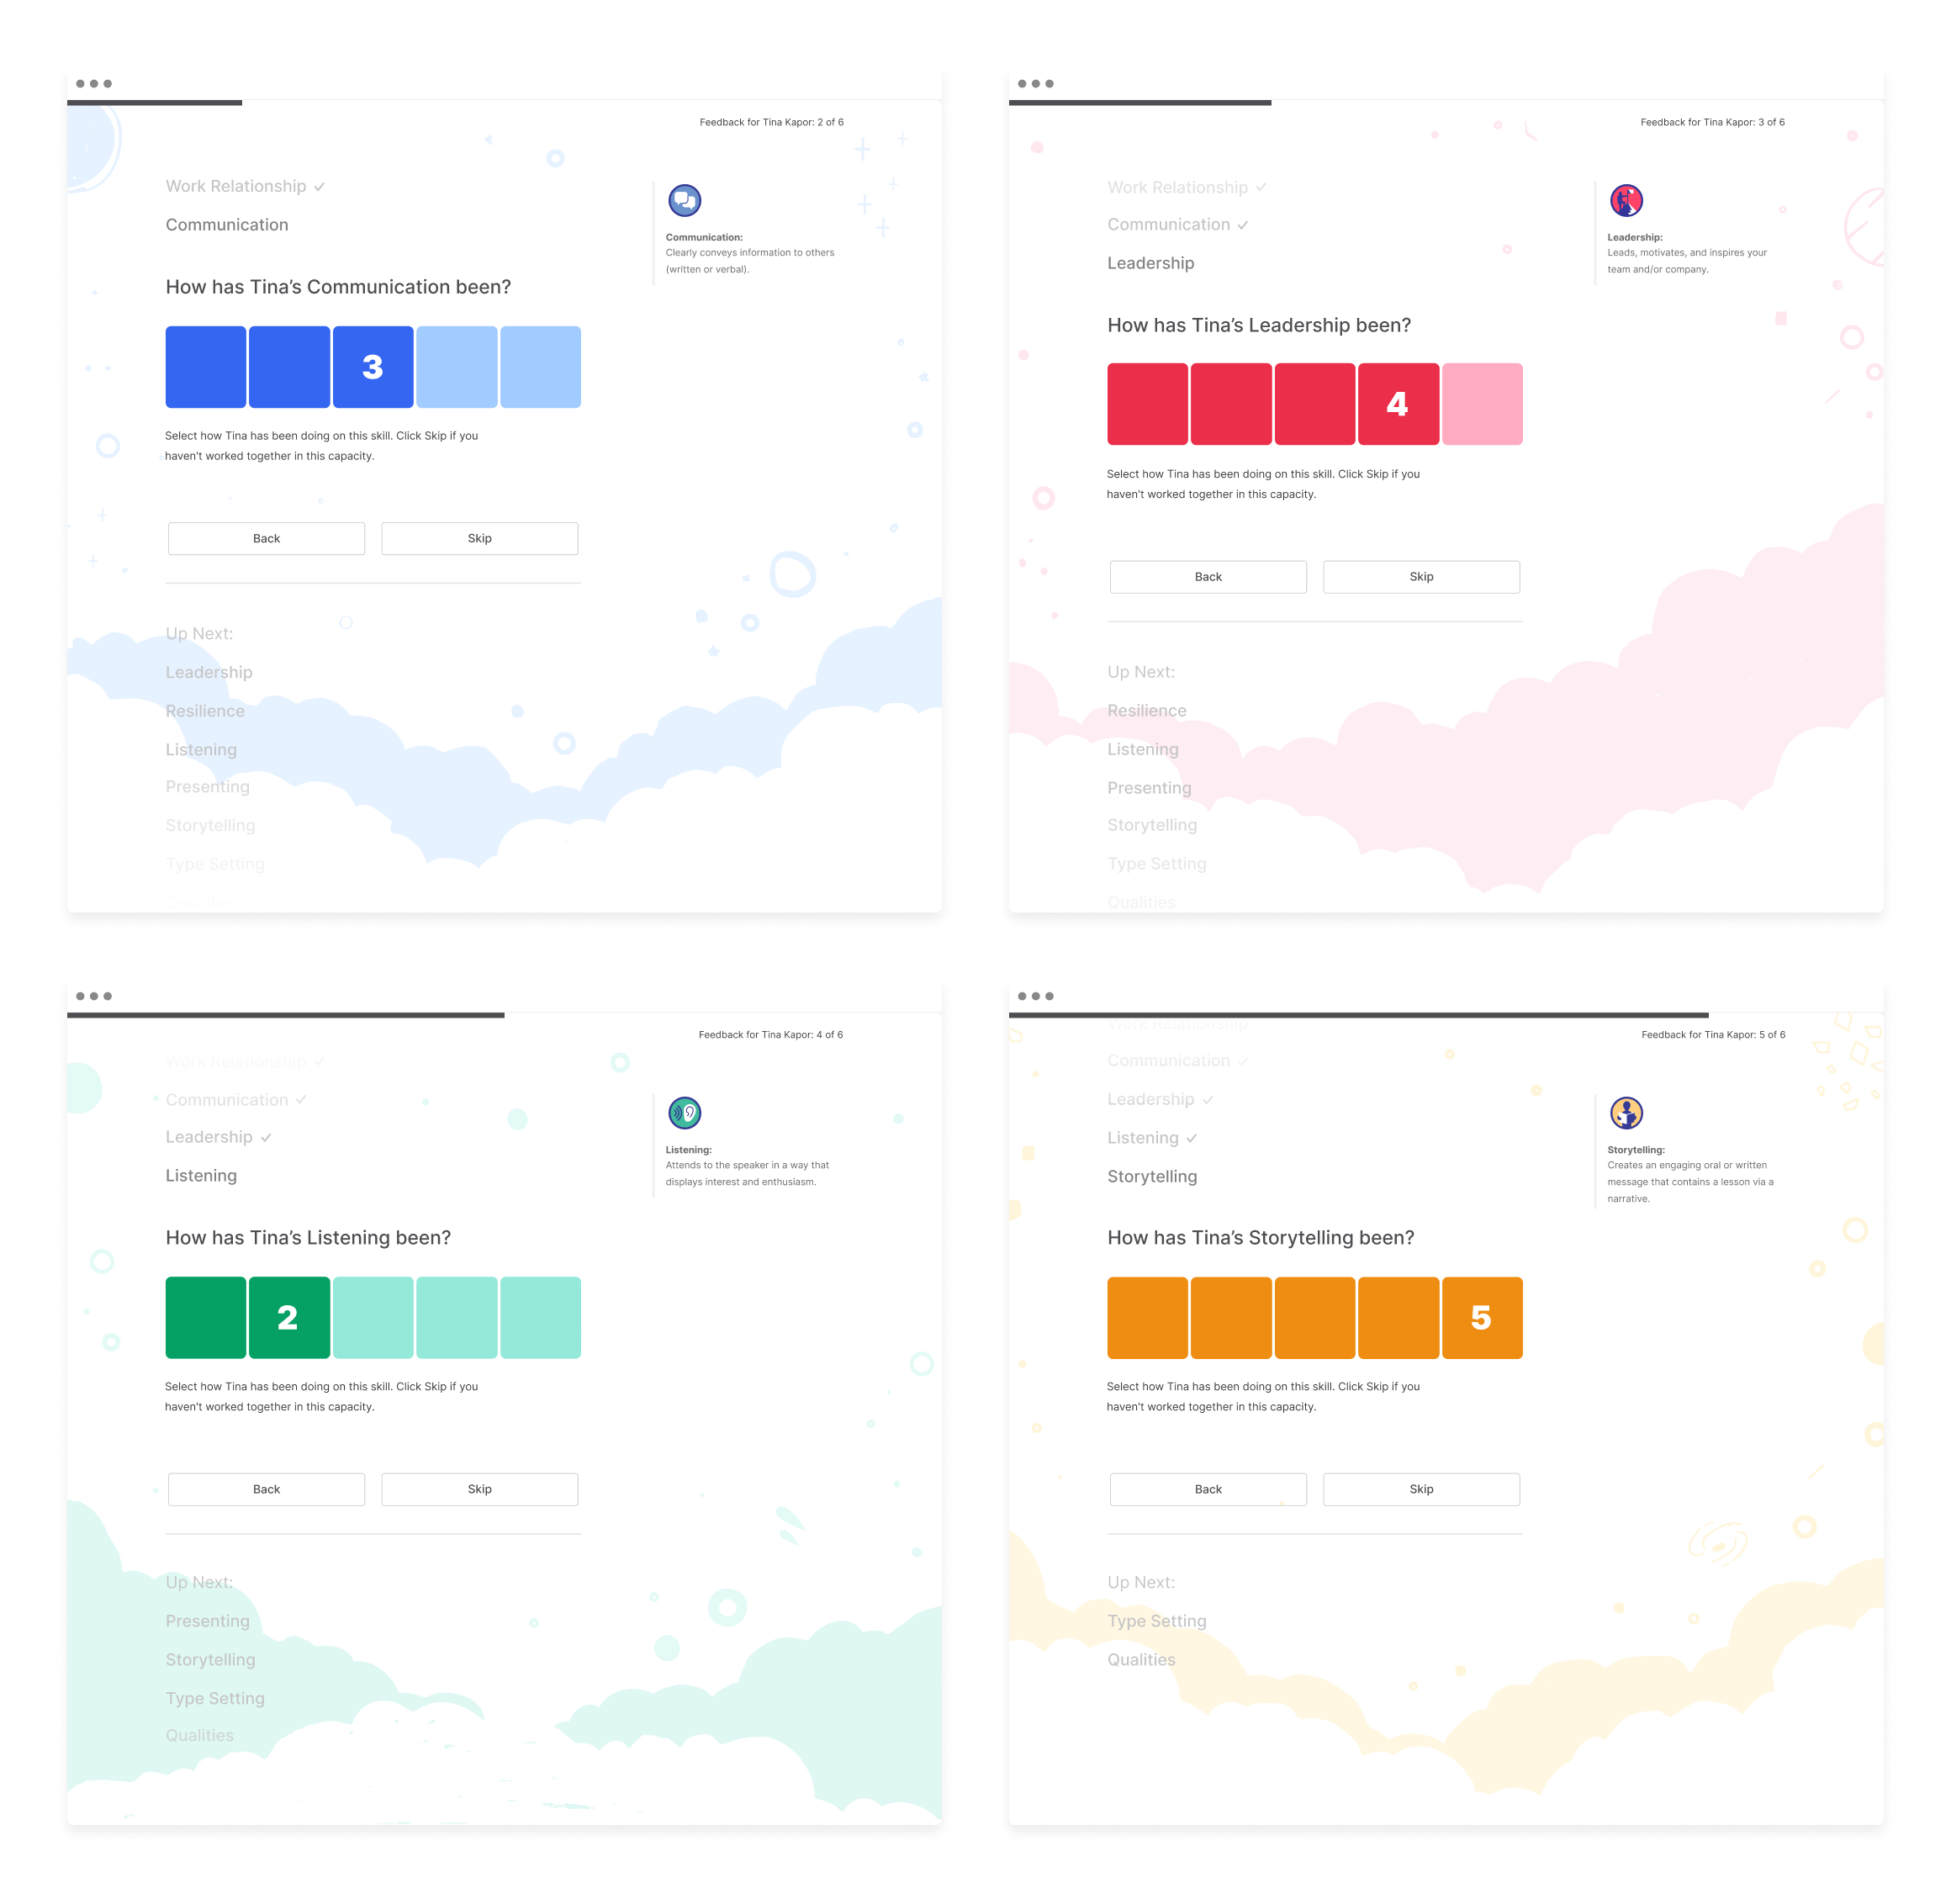 Feedback for Tina Kapor: 2 of 6
Work Relationship
Communication
Communication:
Clearly conveys information to others
(written or verbal).
How has Tina’s Communication been?
3
Select how Tina has been doing on this skill. Click Skip if you
haven't worked together in this capacity.
Back
Skip
Up Next:
Leadership
Resilience
Listening
Presenting
Storytelling
Type Setting
Qualities
Feedback for Tina Kapor: 3 of 6
Work Relationship
Communication
Leadership
Leadership:
Leads, motivates, and inspires your
team and/or company.
How has Tina’s Leadership been?
4
Select how Tina has been doing on this skill. Click Skip if you
haven't worked together in this capacity.
Back
Skip
Up Next:
Resilience
Listening
Presenting
Storytelling
Type Setting
Qualities
Feedback for Tina Kapor: 4 of 6
Work Relationship
Communication
Leadership
Listening
Listening:
Attends to the speaker in a way that
displays interest and enthusiasm.
How has Tina’s Listening been?
2
Select how Tina has been doing on this skill. Click Skip if you
haven't worked together in this capacity.
Back
Skip
Up Next:
Presenting
Storytelling
Type Setting
Qualities
Feedback for Tina Kapor: 5 of 6
Work Relationship
Communication
Leadership
Listening
Storytelling
Storytelling:
Creates an engaging oral or written
message that contains a lesson via a
narrative.
How has Tina’s Storytelling been?
5
Select how Tina has been doing on this skill. Click Skip if you
haven't worked together in this capacity.
Back
Skip
Up Next:
Type Setting
Qualities